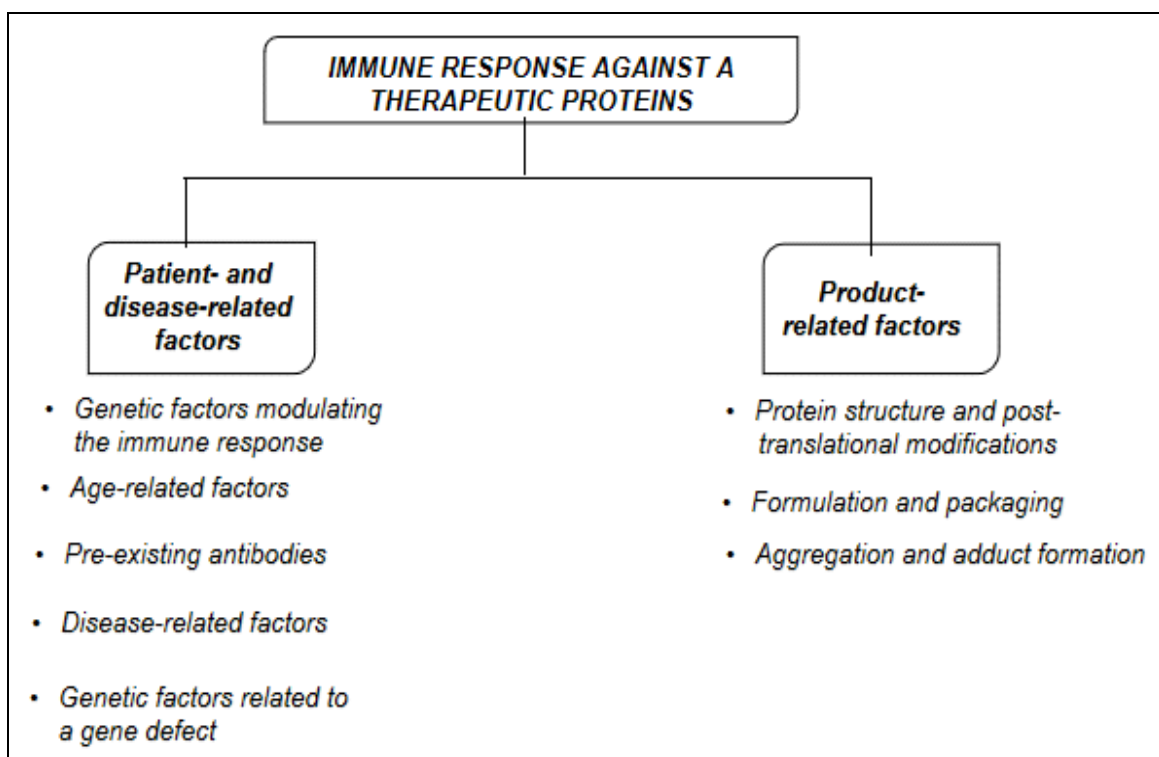 IMMUNE RESPONSE AGAINST A
THERAPEUTIC PROTEINS
Patient- and
disease-related
factors
• Genetic factors modulating
the immune response
• Age-related factors
• Pre-existing antibodies
• Disease-related factors
• Genetic factors related to
a gene defect
Product-
related factors
• Protein structure and post-
translational modifications
• Formulation and packaging
• Aggregation and adduct formation